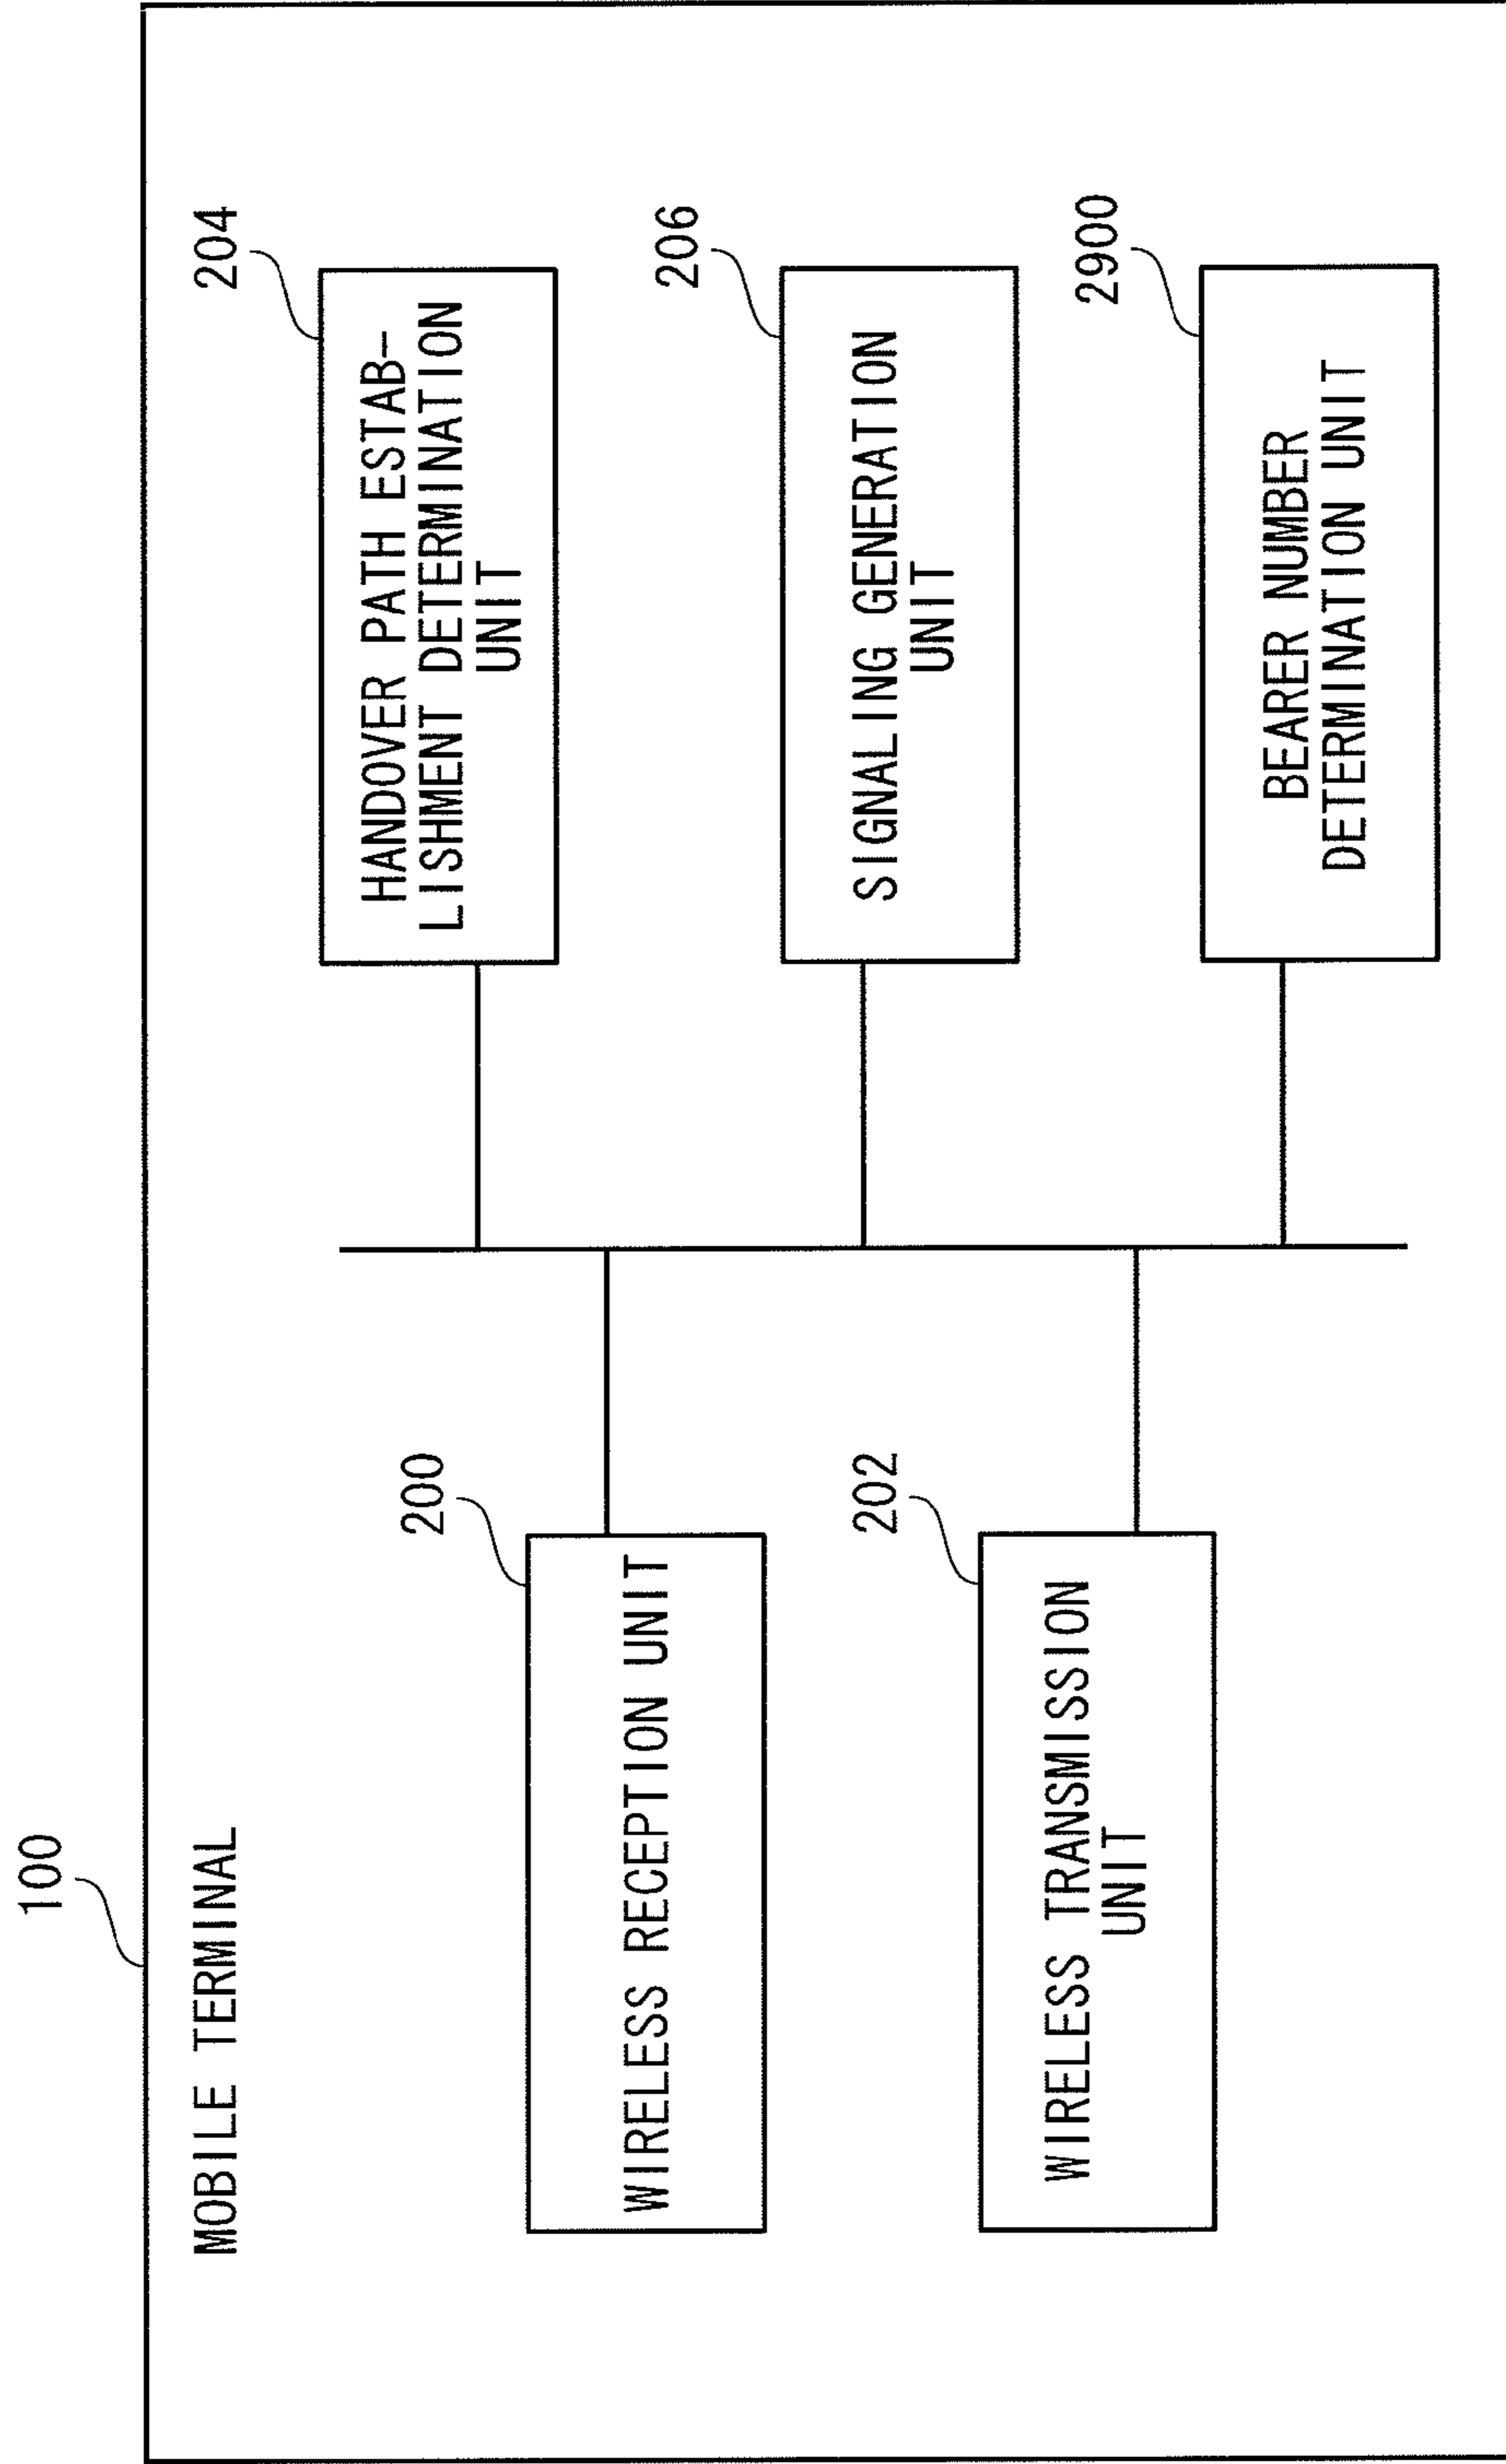 100
MOBILE TERMINAL
200
WIRELESS RECEPTION UNIT
202
WIRELESS TRANSMISSION
UNIT
204
HANDOVER PATH ESTAB-
LISHMENT DETERMINATION
UNIT
206
SIGNALING GENERATION
UNIT
2900
BEARER NUMBER
DETERMINATION UNIT